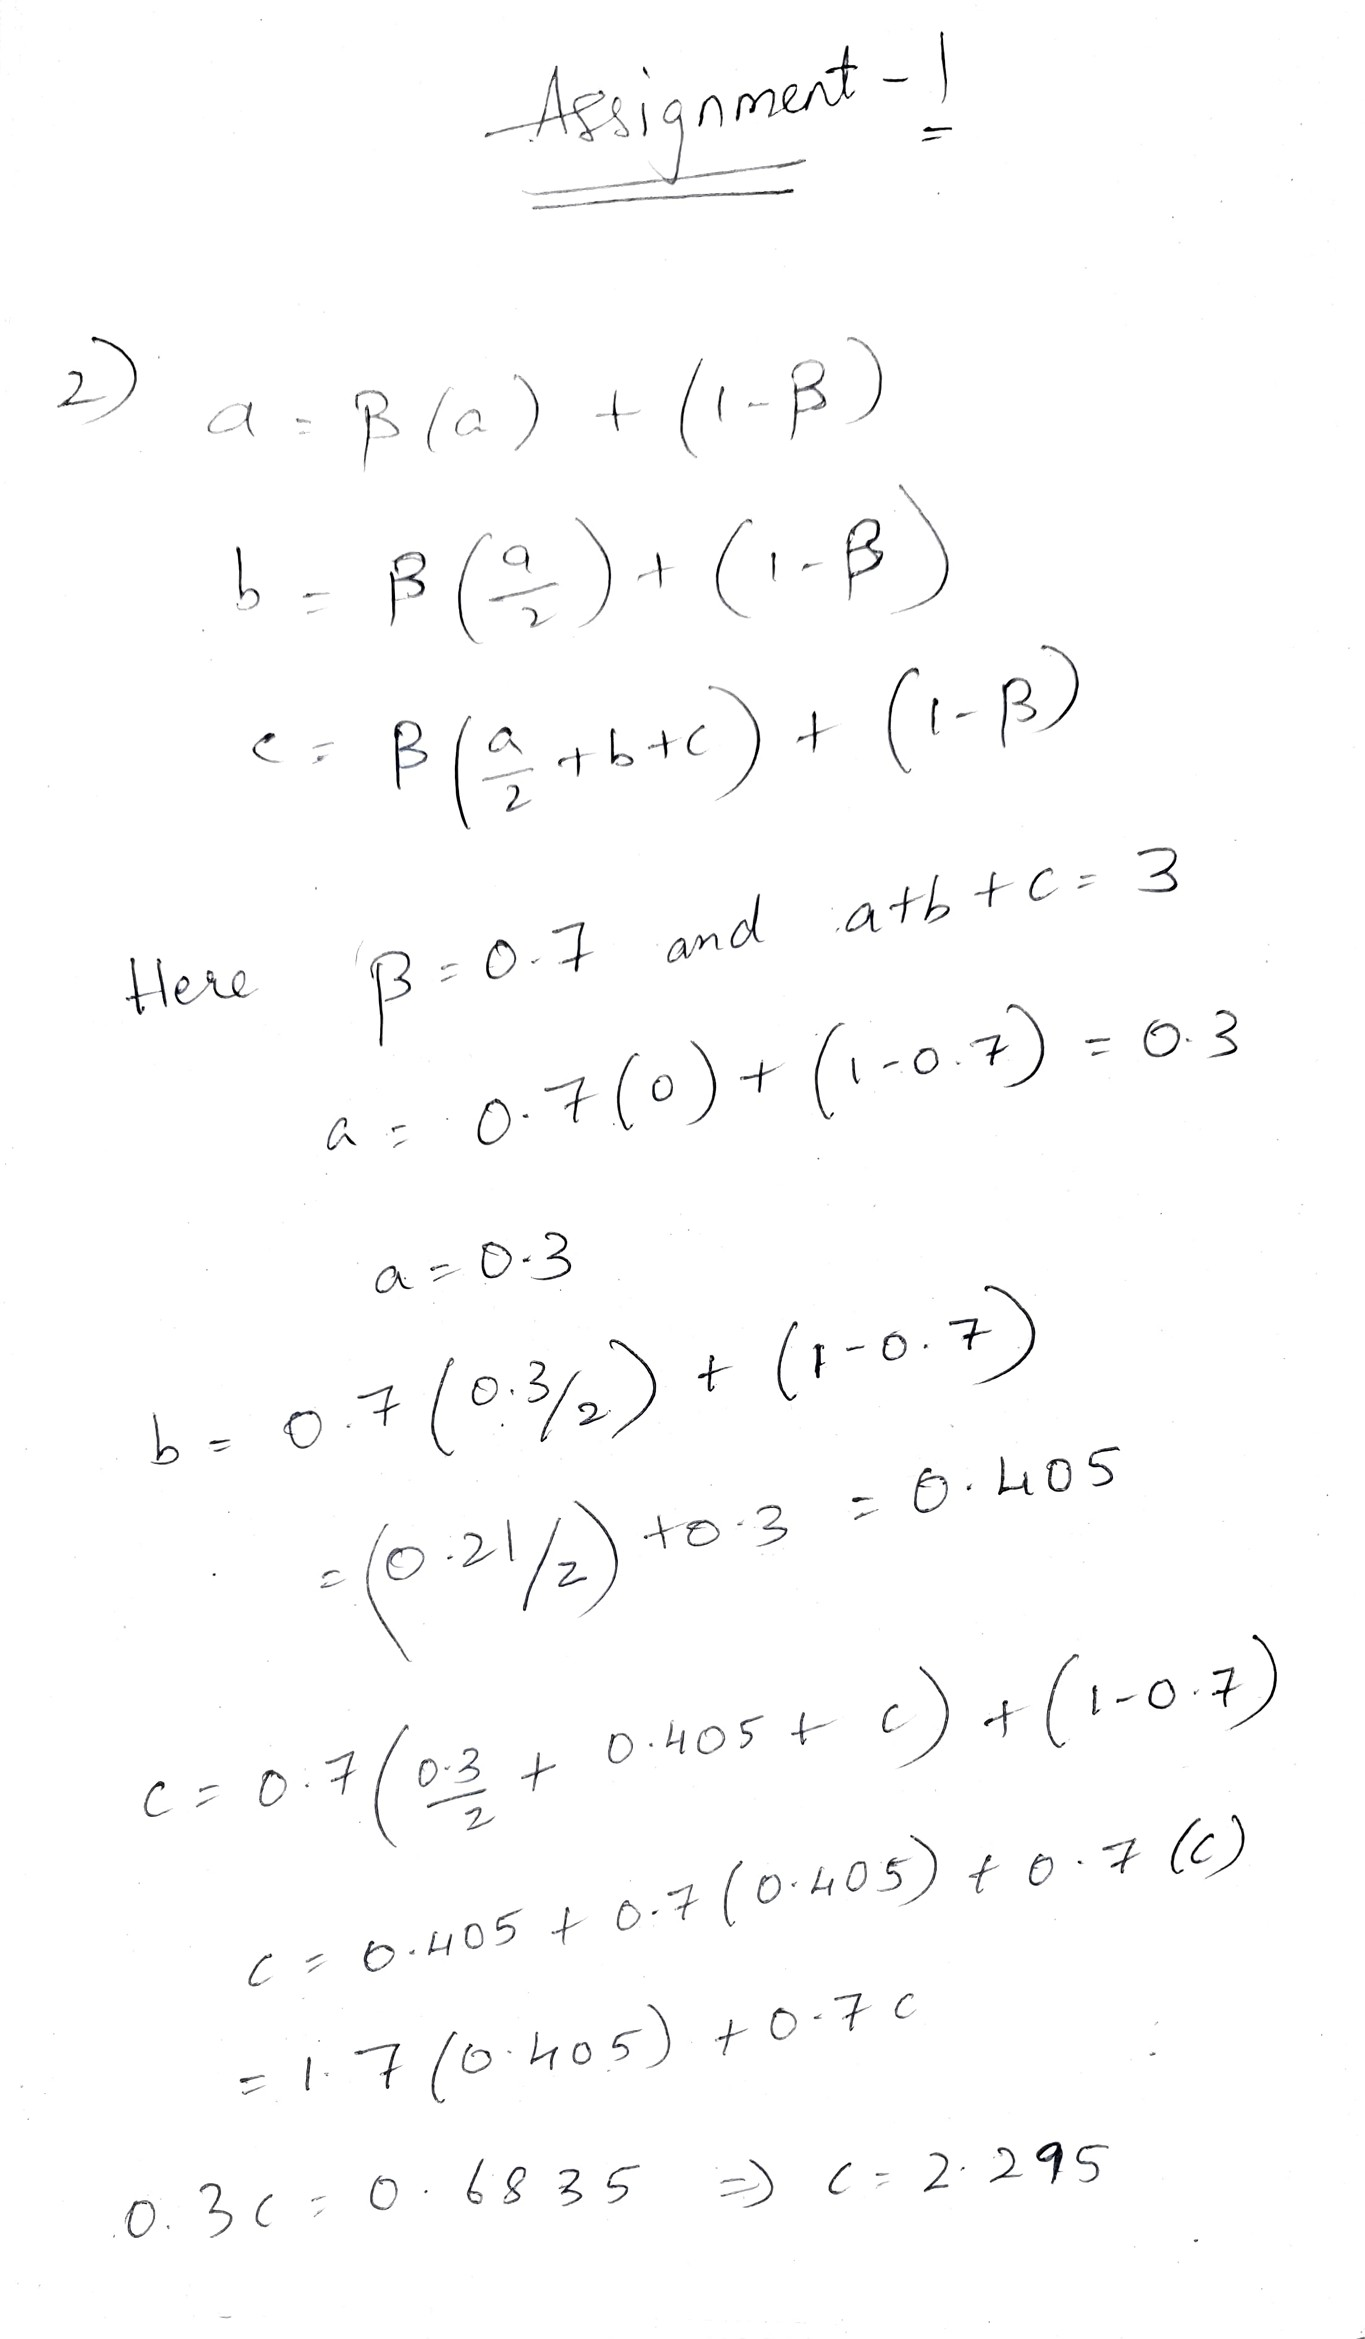 Assignment - 1
2) a = β(a) + (1-β)
b = β(a/2) + (1-β)
c = β(a/2 + b + c) + (1-β)
Here β = 0.7 and a+b+c = 3
a = 0.7(0) + (1-0.7) = 0.3
a = 0.3
b = 0.7(0.3/2) + (1-0.7)
= (0.21/2) + 0.3 = 0.405
c = 0.7(0.3/2 + 0.405 + c) + (1-0.7)
c = 0.405 + 0.7(0.405) + 0.7(c)
= 1.7(0.405) + 0.7c
0.3c = 0.6835 => c = 2.295